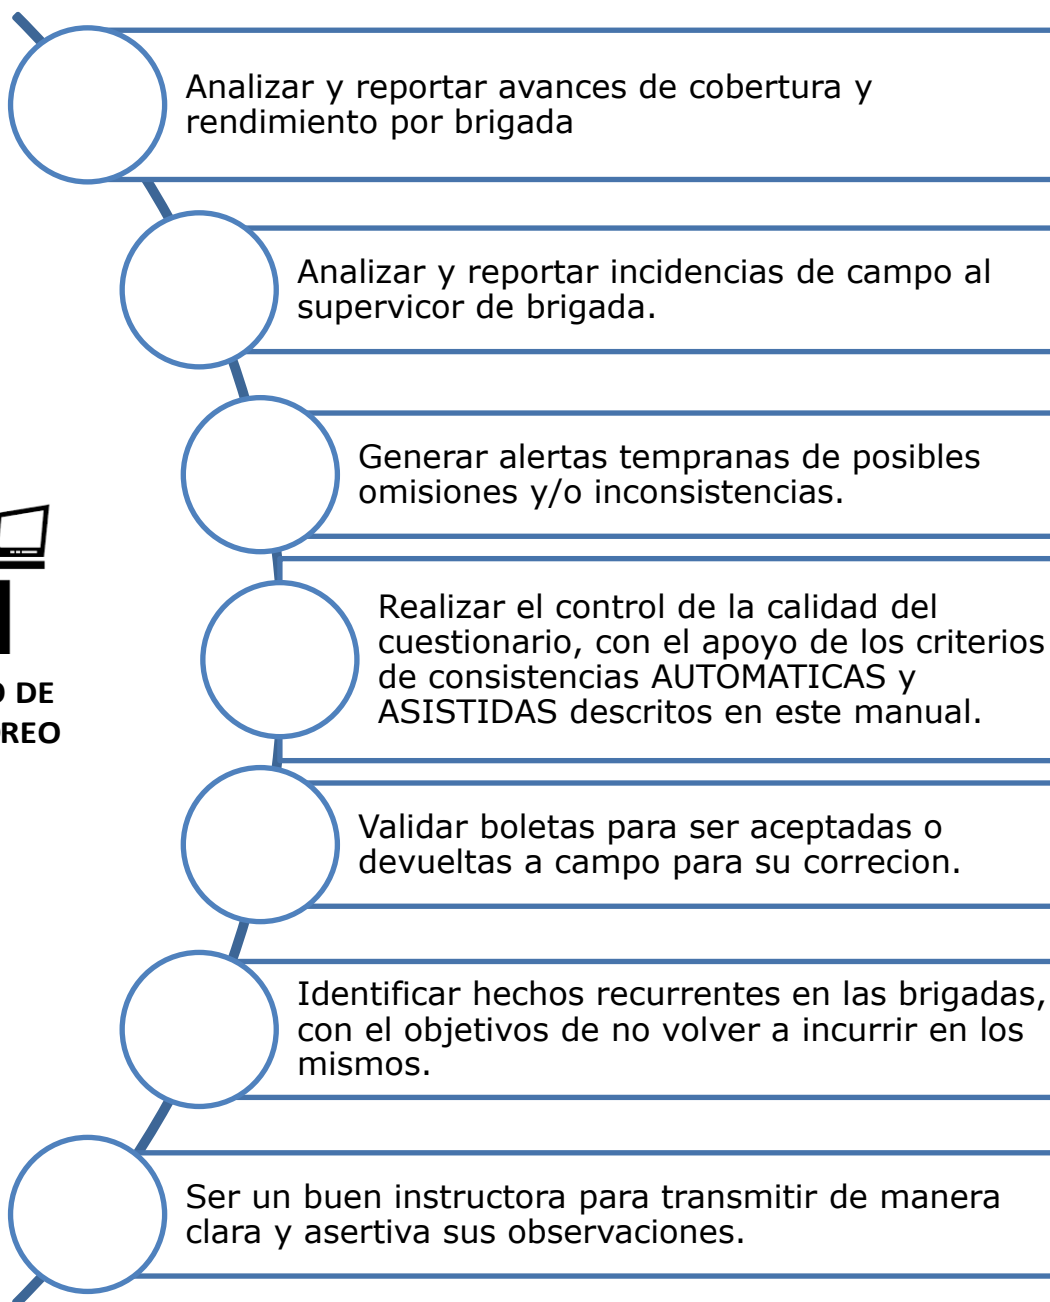 Analizar y reportar avances de cobertura y
rendimiento por brigada
Analizar y reportar incidencias de campo al
supervicor de brigada.
Generar alertas tempranas de posibles
omisiones y/o inconsistencias.
Realizar el control de la calidad del
cuestionario, con el apoyo de los criterios
de consistencias AUTOMATICAS y
ASISTIDAS descritos en este manual.
DE
REO
Validar boletas para ser aceptadas o
devueltas a campo para su correcion.
Identificar hechos recurrentes en las brigadas,
con el objetivos de no volver a incurrir en los
mismos.
Ser un buen instructora para transmitir de manera
clara y asertiva sus observaciones.